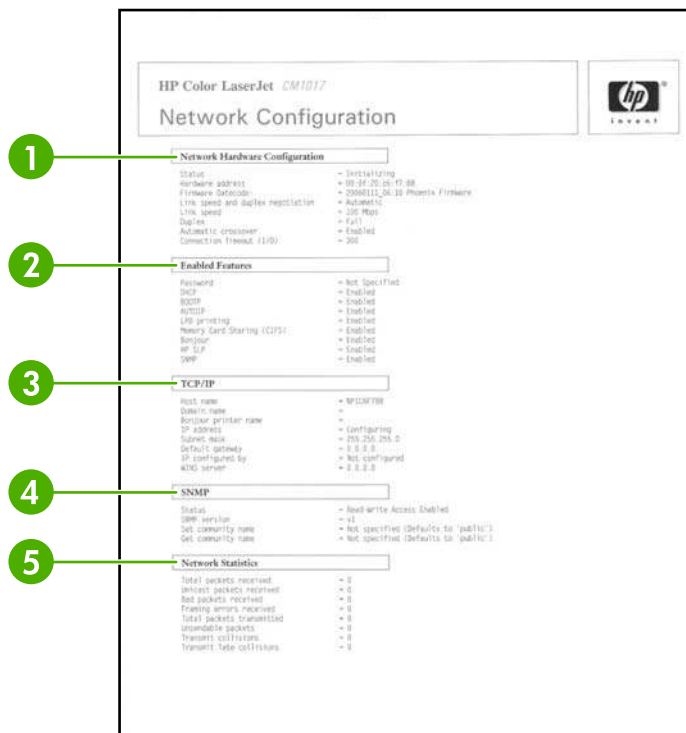 HP Color LaserJet CM1017
Network Configuration
hp
invent
1
Network Hardware Configuration
Status = Initializing
Hardware address
Firmware Datecode = 20060111_06:10 Phoenix Firmware
Link speed and duplex negotiation = Automatic
Link speed = 100 Mbps
Duplex = Full
Automatic crossover = Enabled
Connection Timeout (I/O) = 300
2
Enabled Features
Password = Not Specified
DHCP = Enabled
BOOTP = Enabled
AUTOIP = Enabled
LPD printing = Enabled
Memory Card Sharing (CIFS) = Enabled
Bonjour = Enabled
HP SLP = Enabled
SNMP = Enabled
3
TCP/IP
Host name
Domain name =
Bonjour printer name =
IP address = Configuring
Subnet mask = 255.255.255.0
Default gateway = 0.0.0.0
IP configured by = Not configured
WINS server = 0.0.0.0
4
SNMP
Status = Read-Write Access Enabled
SNMP version = v1
Set community name = Not specified (Defaults to 'public')
Get community name = Not specified (Defaults to 'public')
5
Network Statistics
Total packets received = 0
Unicast packets received = 0
Bad packets received = 0
Framing errors received = 0
Total packets transmitted = 0
Unsendable packets = 0
Transmit collisions = 0
Transmit late collisions = 0